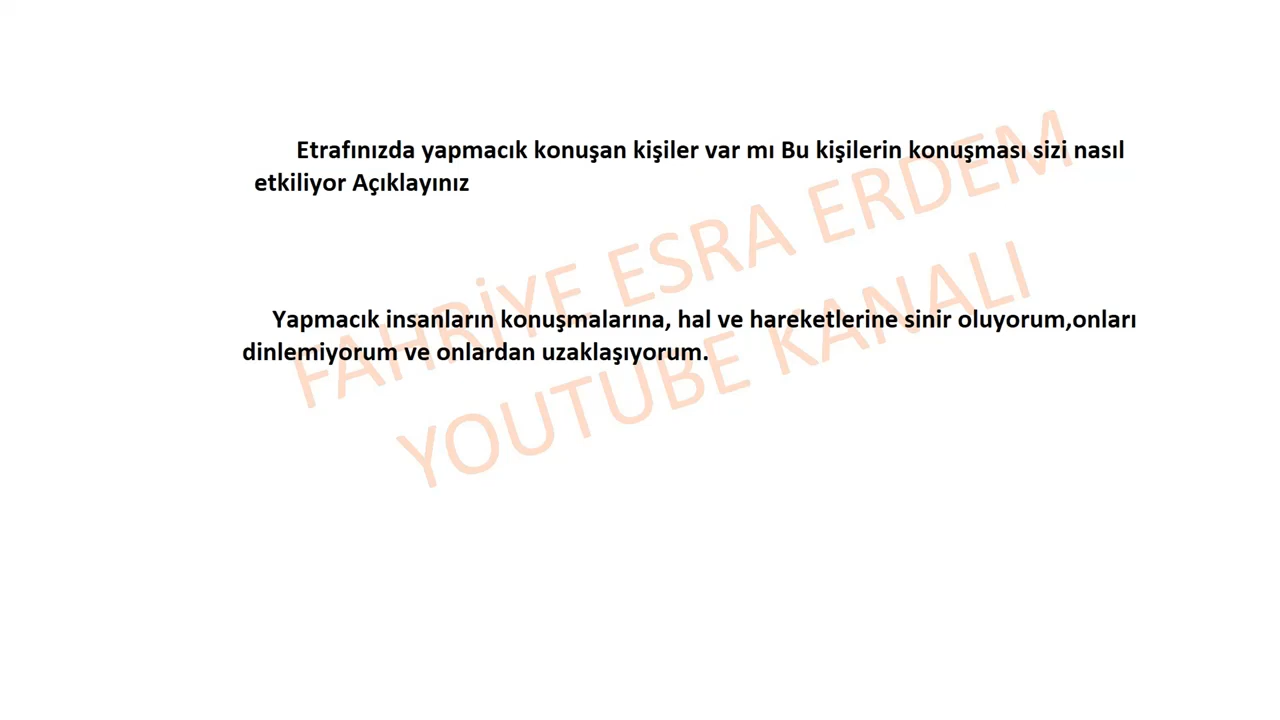 Etrafınızda yapmacık konuşan kişiler var mı Bu kişilerin konuşması sizi nasıl
etkiliyor Açıklayınız
Yapmacık insanların konuşmalarına, hal ve hareketlerine sinir oluyorum,onları
dinlemiyorum ve onlardan uzaklaşıyorum.
FAHRİYE ESRA ERDEM
YOUTUBE KANALI